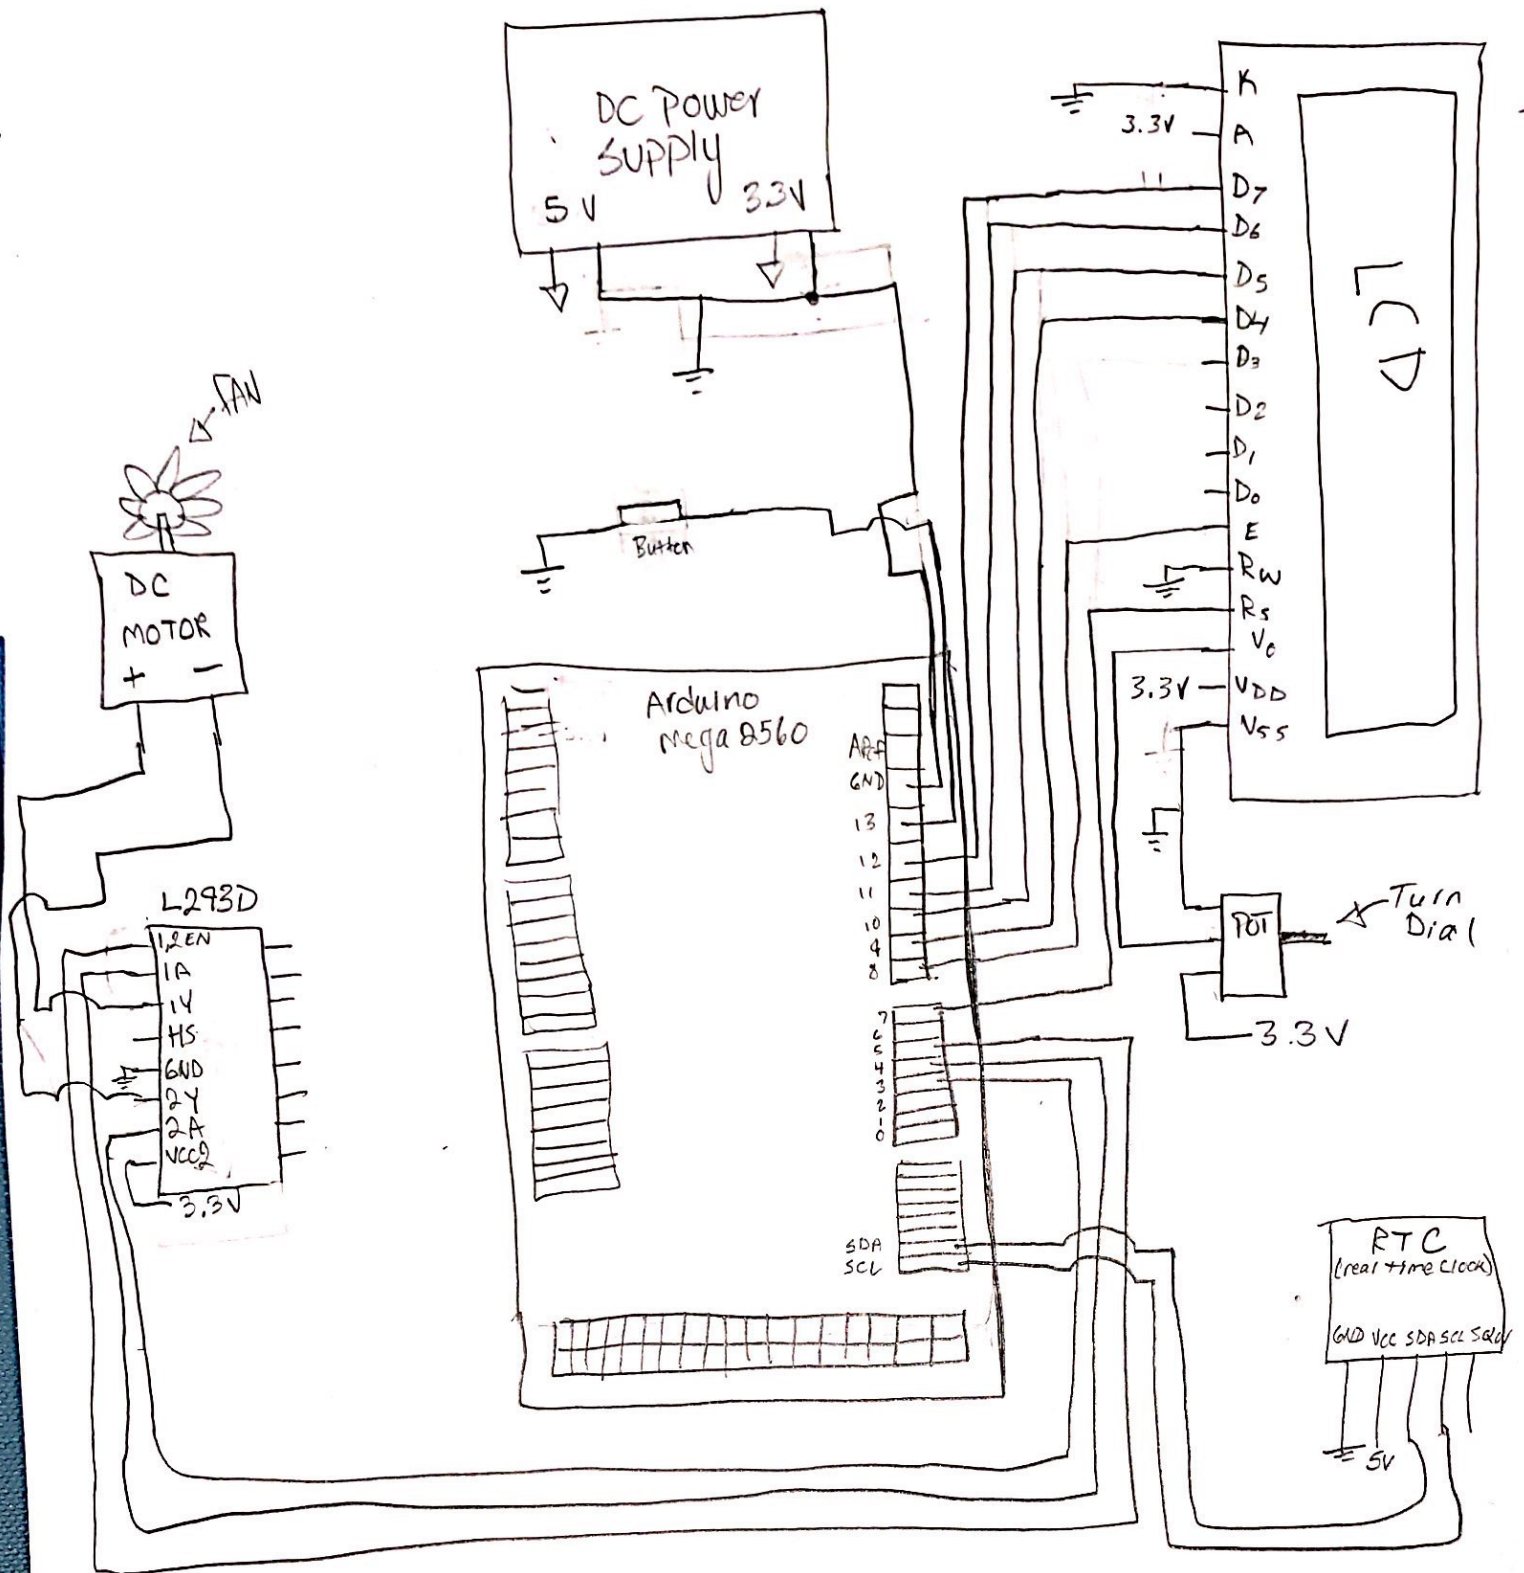 DC Power
Supply
5 V
3.3V
K
3.3V
A
D7
D6
D5
D4
D3
D2
D1
D0
E
RW
RS
V0
3.3V
VDD
VSS
LCD
FAN
DC
MOTOR
+ -
Button
Arduino
Mega 2560
GND
13
12
11
10
9
8
7
6
5
4
3
2
1
0
SDA
SCL
POT
Turn
Dial
3.3V
L293D
1,2EN
1A
1Y
HS
GND
2Y
2A
VCC2
3.3V
RTC
(real time clock)
GND VCC SDA SCL SQW
5V